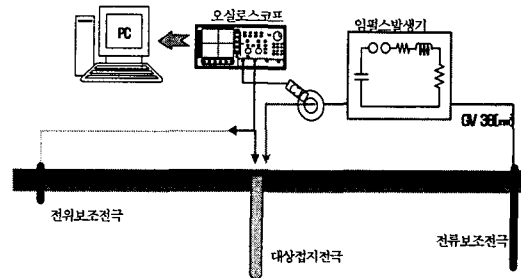 오실로스코프
PC
임펄스발생기
GV 38[㎟]
전위보조전극
대상접지전극
전류보조전극